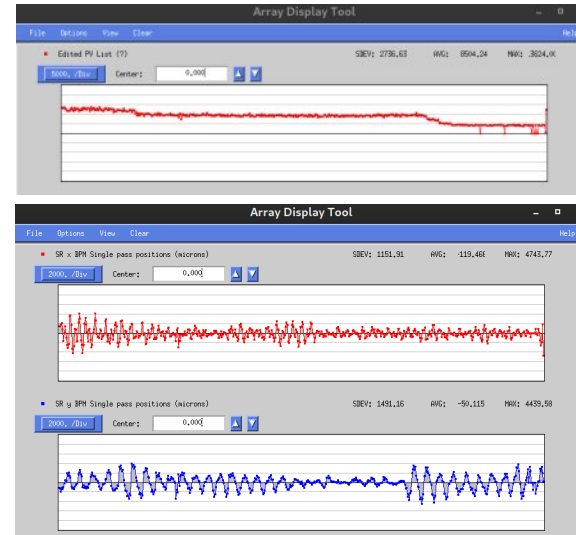 Array Display Tool
File Options View Clear Help
Edited PV List (?) SDEV: 2736.63 AVG: 8504.24
5000. /Div Center: 0.000
Array Display Tool
File Options View Clear Help
SR x BPM Single pass positions (microns) SDEV: 1151.91 AVG: -119.466 MAX: 4743.77
2000. /Div Center: 0.000
SR y BPM Single pass positions (microns) SDEV: 1491.16 AVG: -50.115 MAX: 4439.58
2000. /Div Center: 0.000